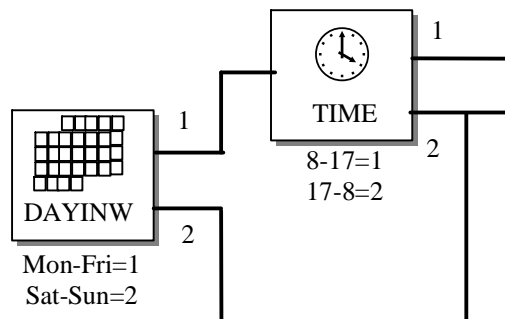 1
TIME
2
8-17=1
17-8=2
1
DAYINW
2
Mon-Fri=1
Sat-Sun=2